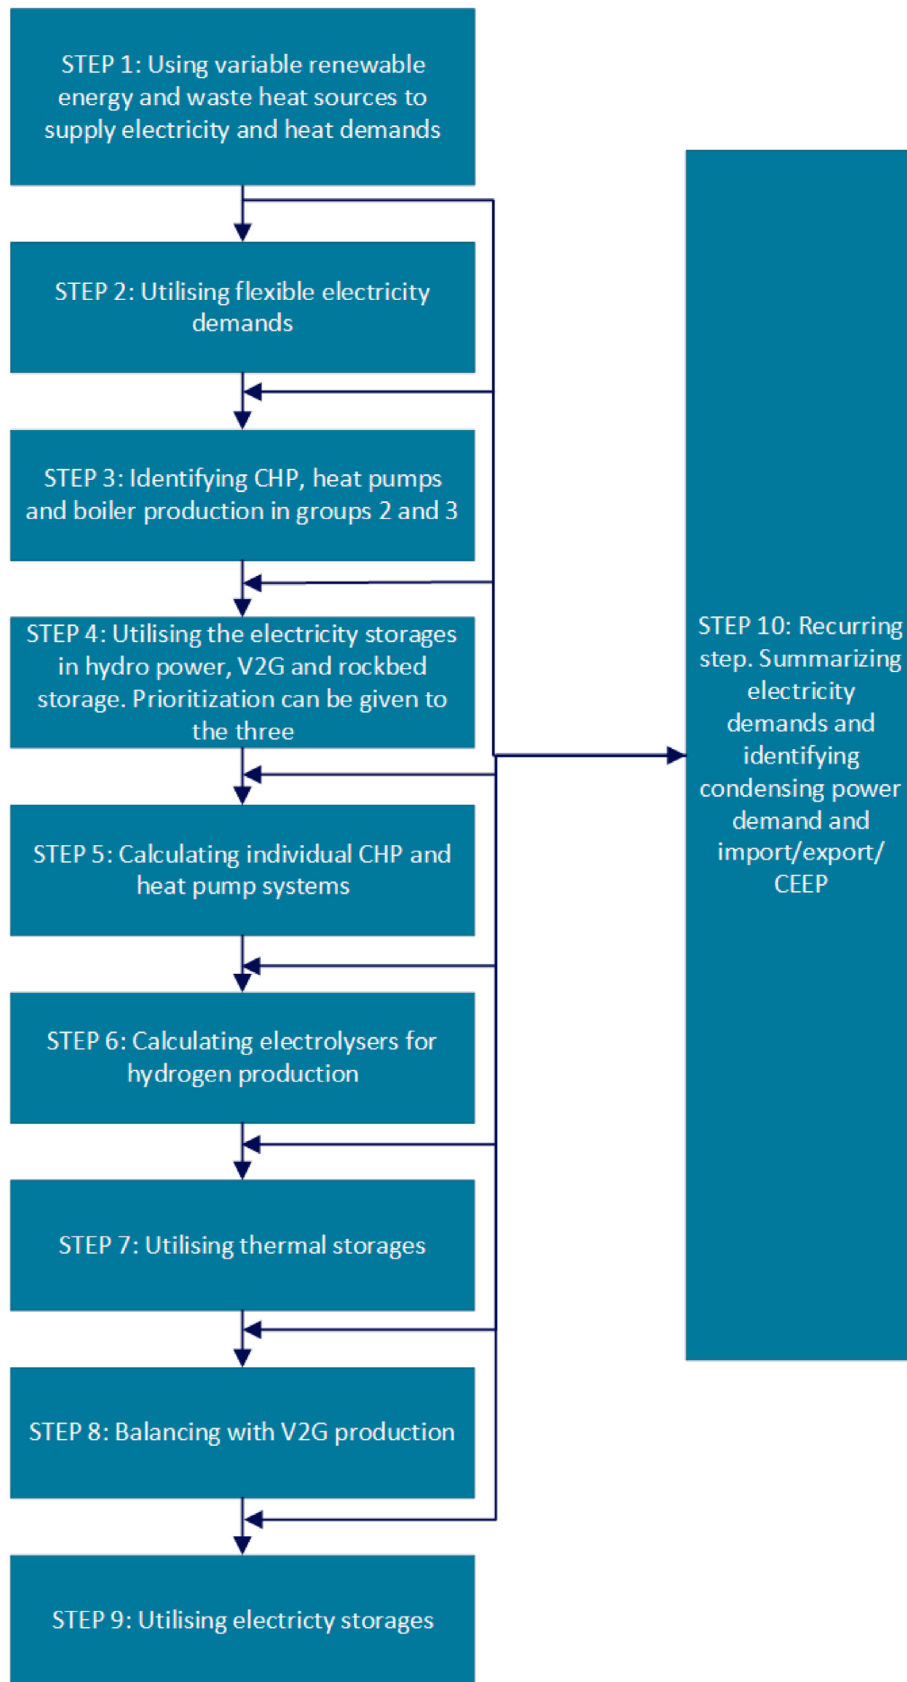 STEP 1: Using variable renewable
energy and waste heat sources to
supply electricity and heat demands
STEP 2: Utilising flexible electricity
demands
STEP 3: Identifying CHP, heat pumps
and boiler production in groups 2 and 3
STEP 4: Utilising the electricity storages
in hydro power, V2G and rockbed
storage. Prioritization can be given to
the three
STEP 5: Calculating individual CHP and
heat pump systems
STEP 6: Calculating electrolysers for
hydrogen production
STEP 7: Utilising thermal storages
STEP 8: Balancing with V2G production
STEP 9: Utilising electricty storages
STEP 10: Recurring
step. Summarizing
electricity
demands and
identifying
condensing power
demand and
import/export/
CEEP